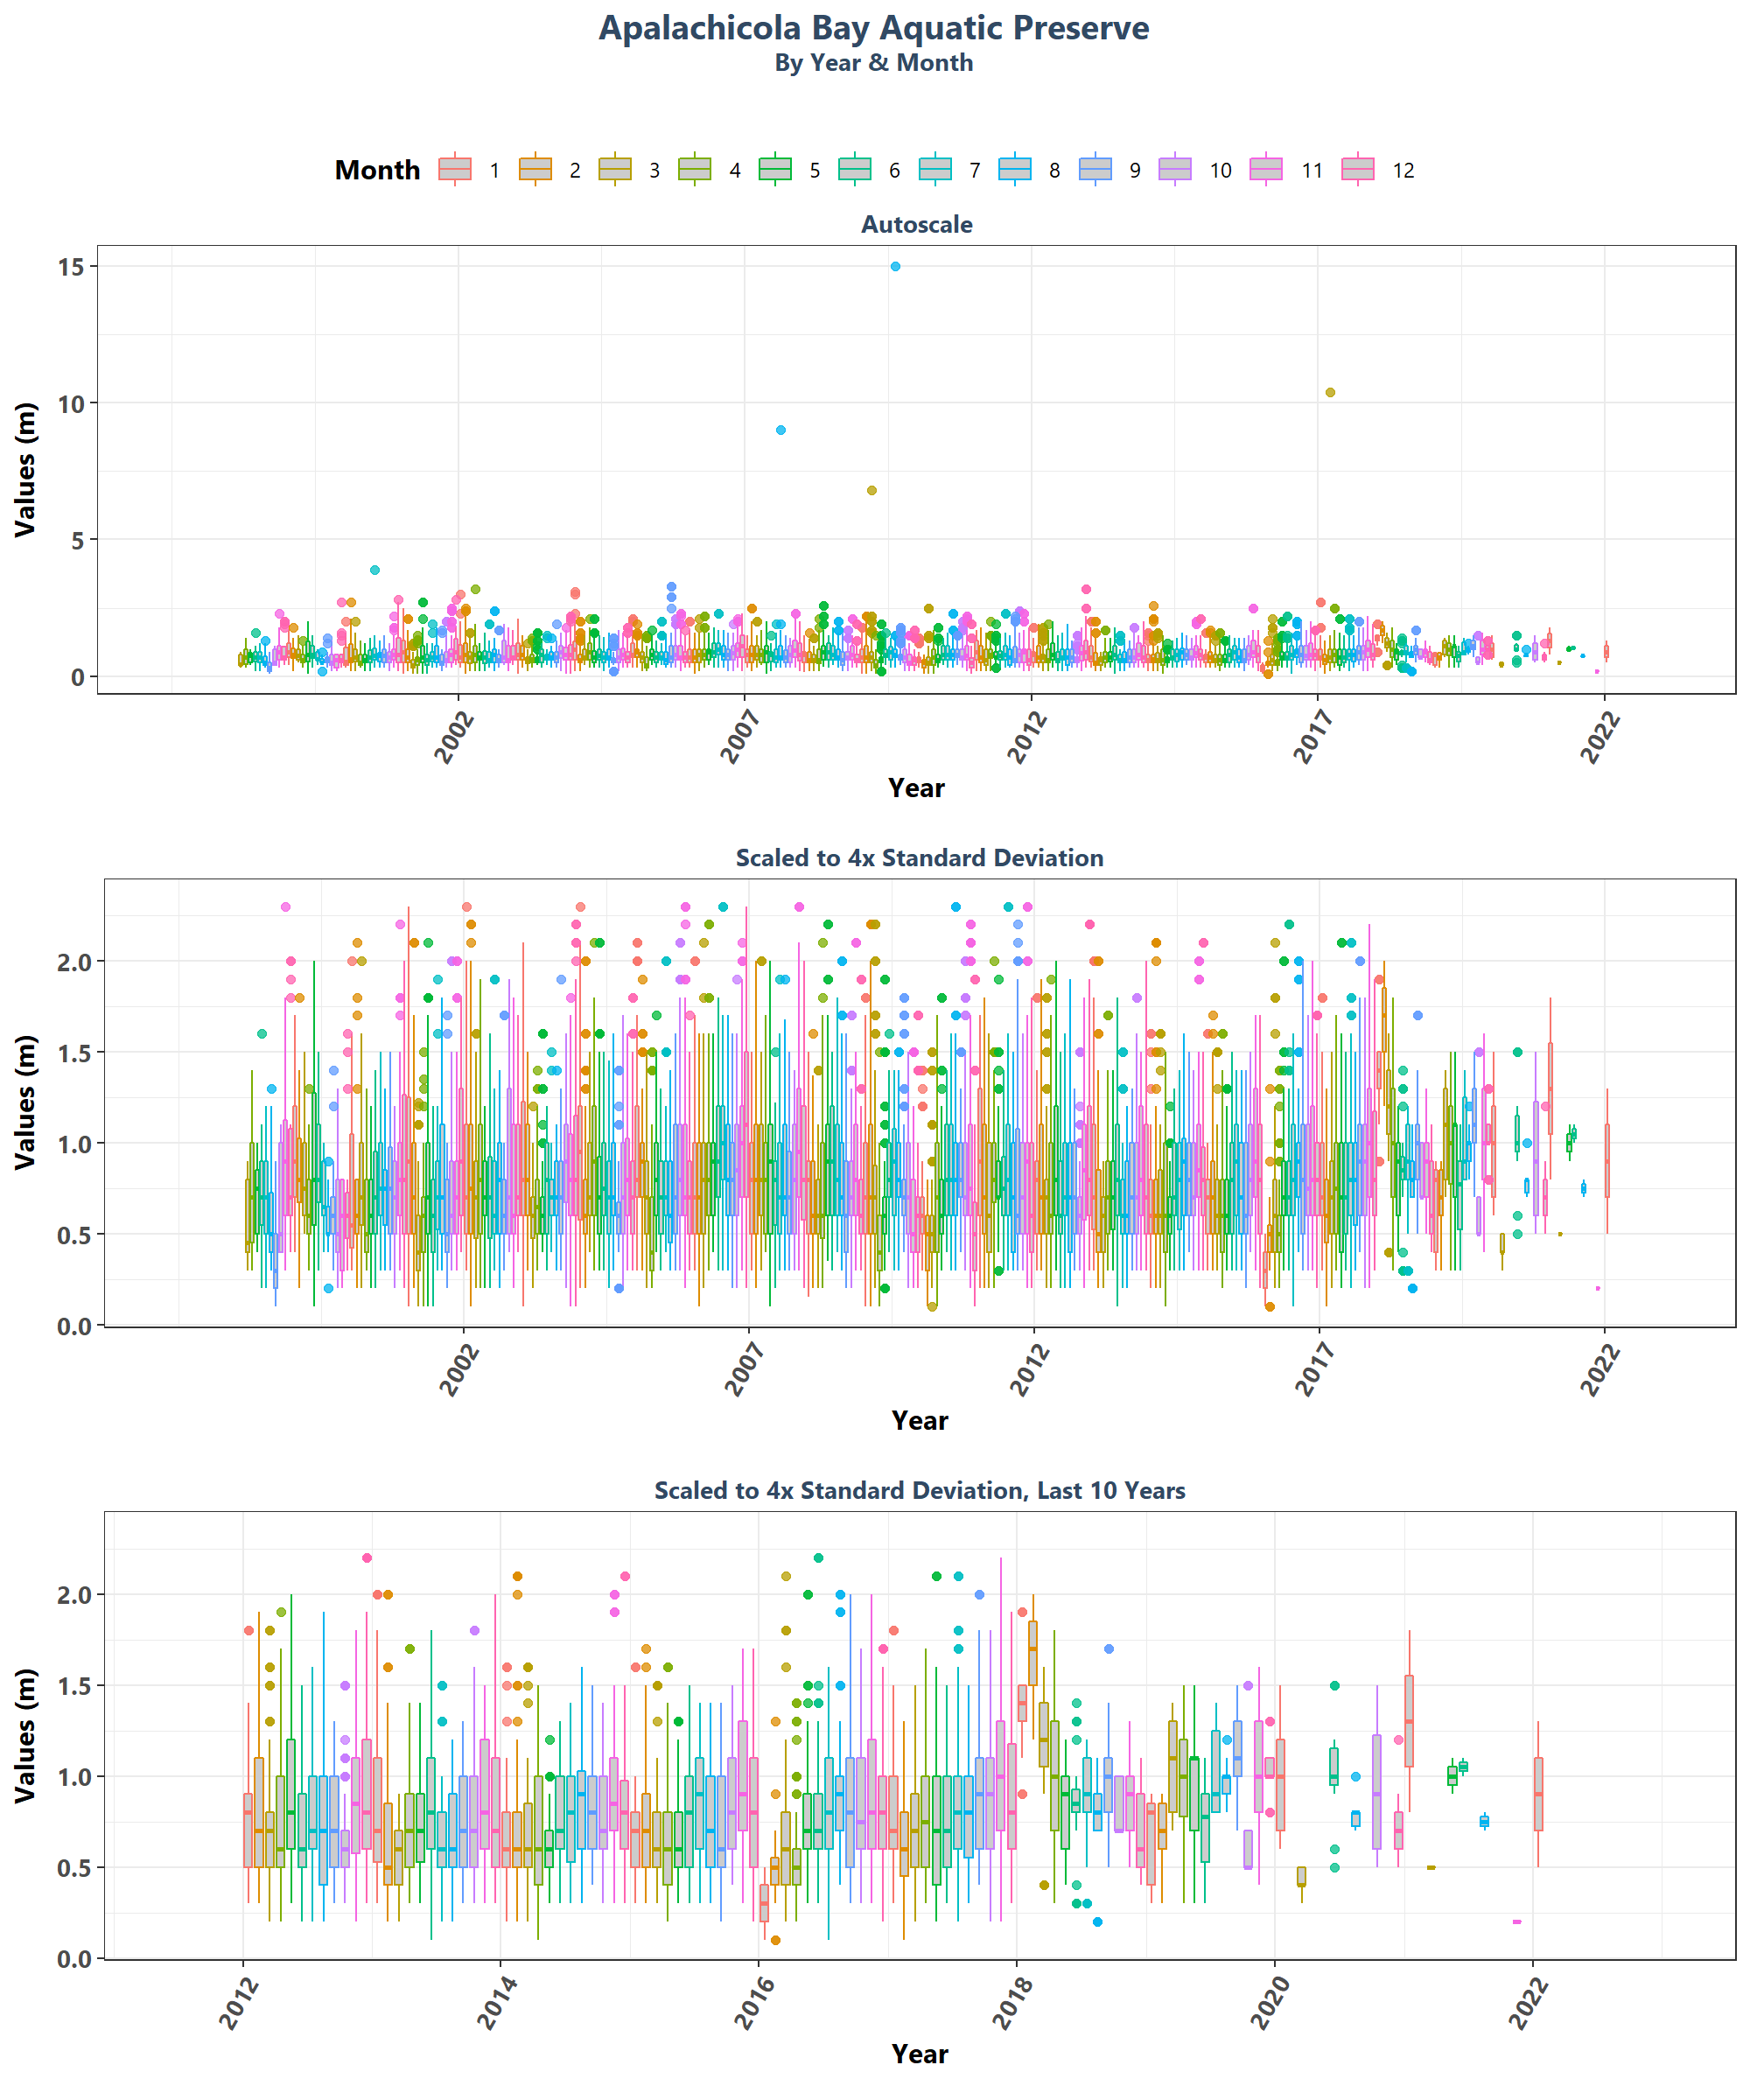 Apalachicola Bay Aquatic Preserve
By Year & Month
Month 1 2 3 4 5 6 7 8 9 10 11 12
Autoscale
Values (m)
15
10
5
0
2002 2007 2012 2017 2022
Year
Scaled to 4x Standard Deviation
Values (m)
2.0
1.5
1.0
0.5
0.0
2002 2007 2012 2017 2022
Year
Scaled to 4x Standard Deviation, Last 10 Years
Values (m)
2.0
1.5
1.0
0.5
0.0
2012 2014 2016 2018 2020 2022
Year